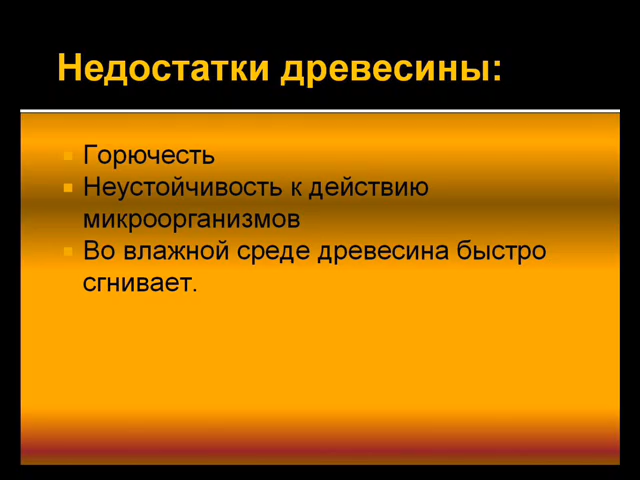 Недостатки древесины:
Горючесть
Неустойчивость к действию
микроорганизмов
Во влажной среде древесина быстро
сгнивает.